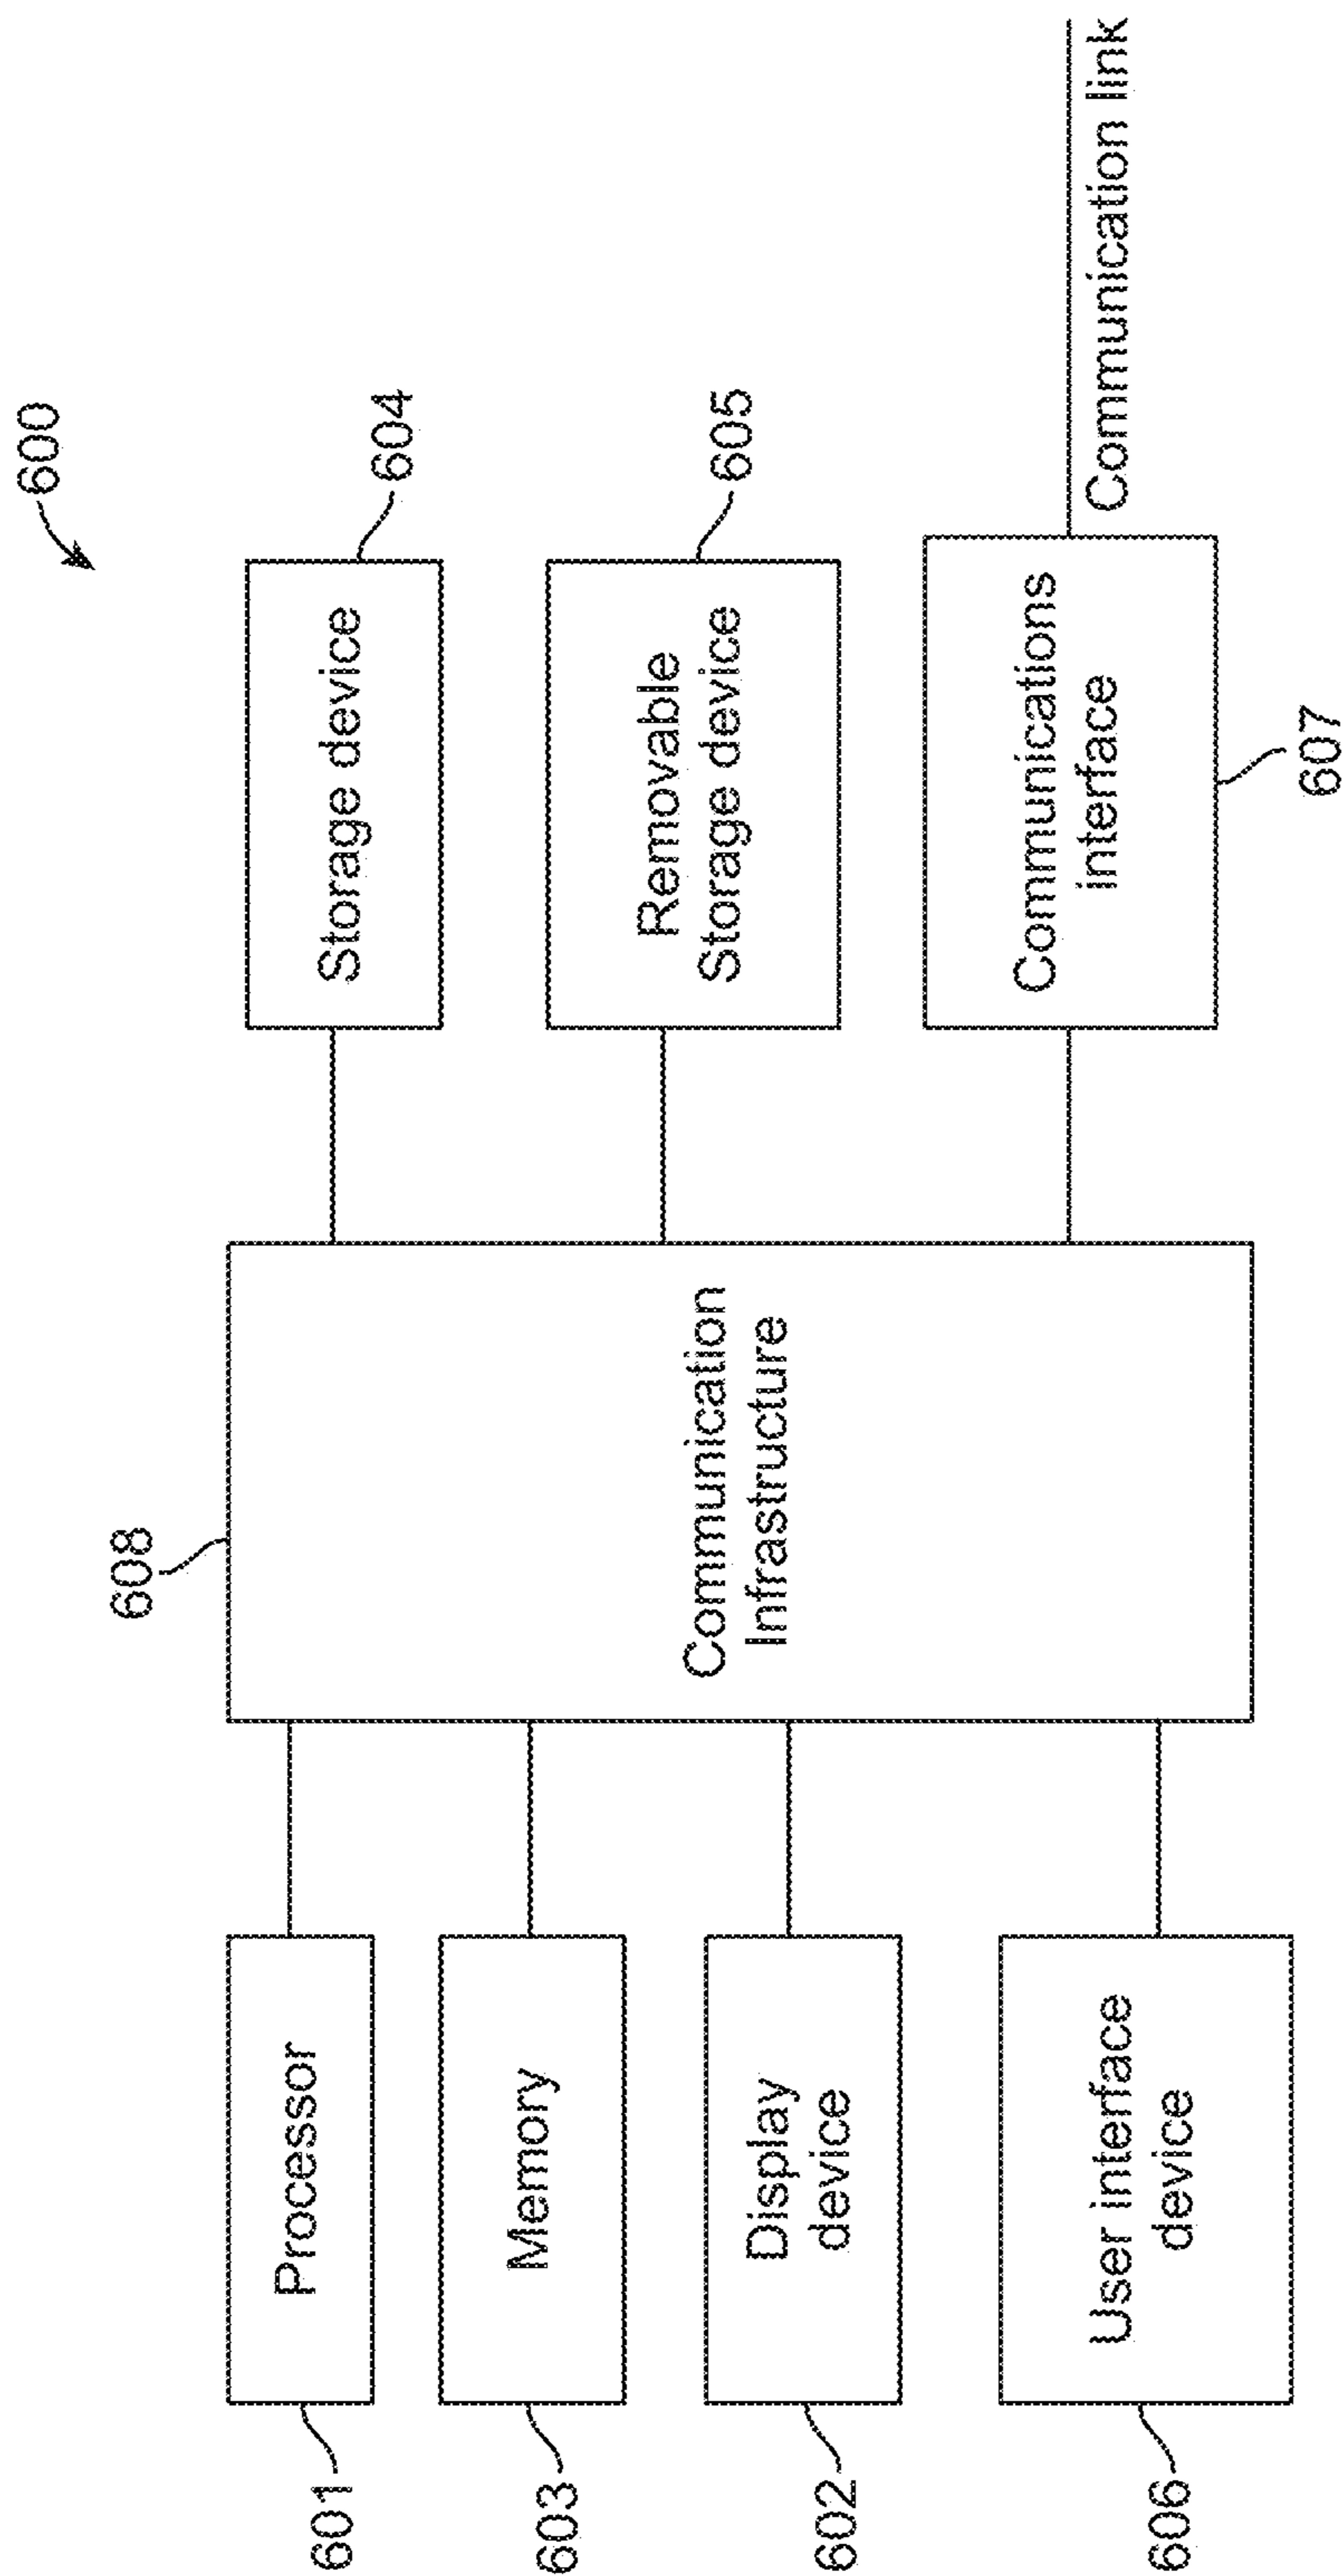 600
608
601
Processor
Storage device
604
603
Memory
Removable
Storage device
605
Communication
Infrastructure
602
Display
device
606
User interface
device
Communications
interface
607
Communication link